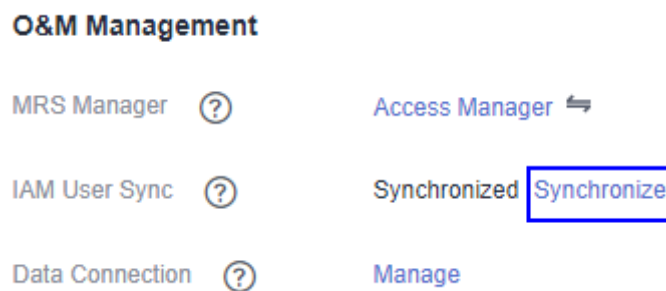 O&M Management
MRS Manager ? Access Manager
IAM User Sync ? Synchronized Synchronize
Data Connection ? Manage